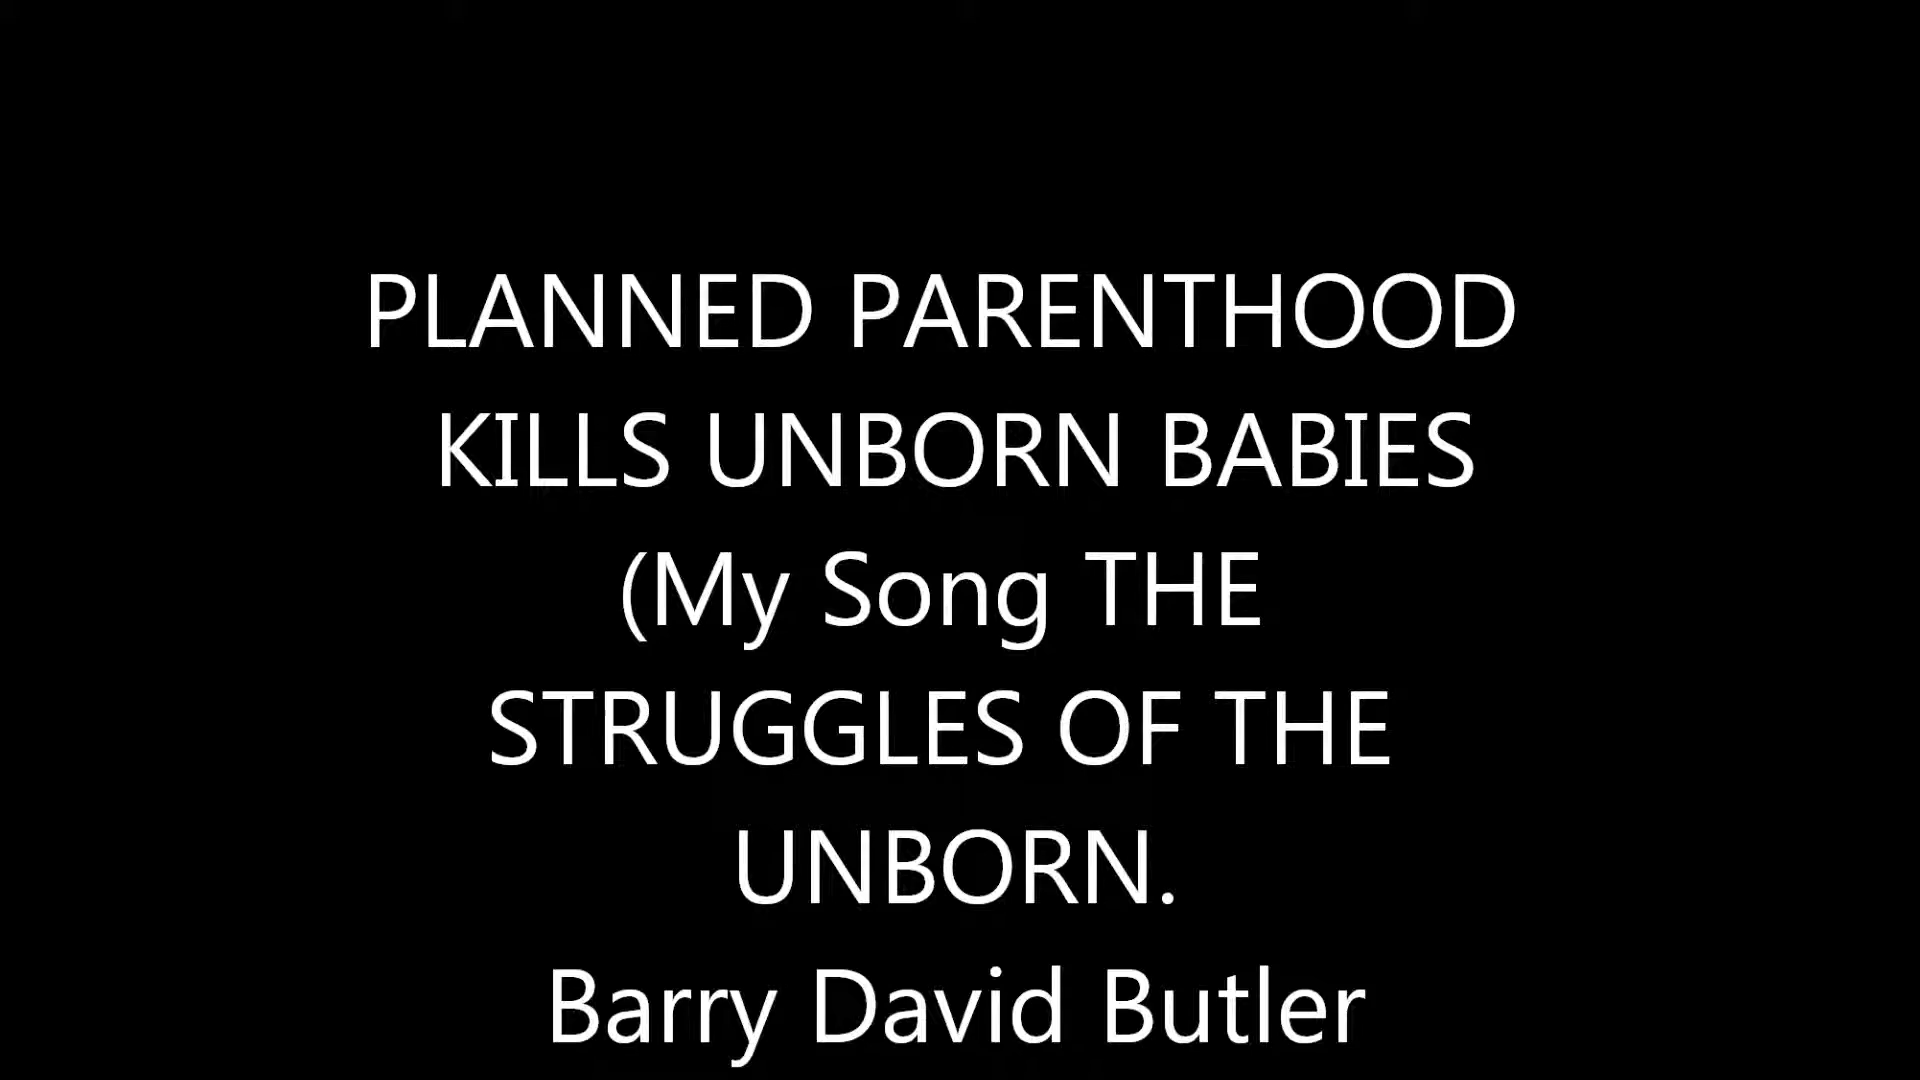 PLANNED PARENTHOOD
KILLS UNBORN BABIES
(My Song THE
STRUGGLES OF THE
UNBORN.
Barry David Butler